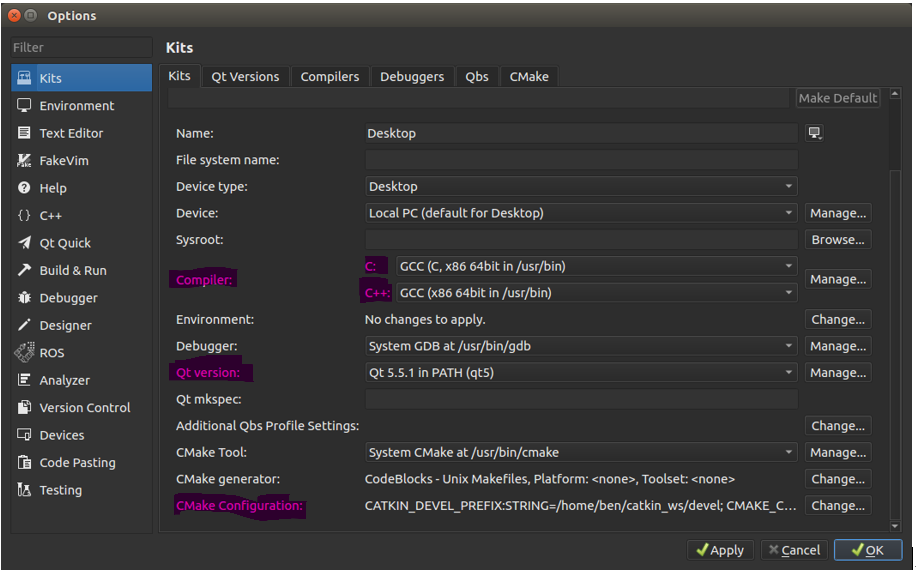 Options
Filter
Kits
Environment
Text Editor
FakeVim
Help
C++
Qt Quick
Build & Run
Debugger
Designer
ROS
Analyzer
Version Control
Devices
Code Pasting
Testing
Kits
Kits Qt Versions Compilers Debuggers Qbs CMake
Make Default
Name: Desktop
File system name:
Device type: Desktop
Device: Local PC (default for Desktop) Manage...
Sysroot: Browse...
Compiler: C: GCC (C, x86 64bit in /usr/bin) Manage...
C++: GCC (x86 64bit in /usr/bin)
Environment: No changes to apply. Change...
Debugger: System GDB at /usr/bin/gdb Manage...
Qt version: Qt 5.5.1 in PATH (qt5) Manage...
Qt mkspec:
Additional Qbs Profile Settings: Change...
CMake Tool: System CMake at /usr/bin/cmake Manage...
CMake generator: CodeBlocks - Unix Makefiles, Platform: <none>, Toolset: <none> Change...
CMake Configuration: CATKIN_DEVEL_PREFIX:STRING=/home/ben/catkin_ws/devel; CMAKE_C... Change...
Apply Cancel OK